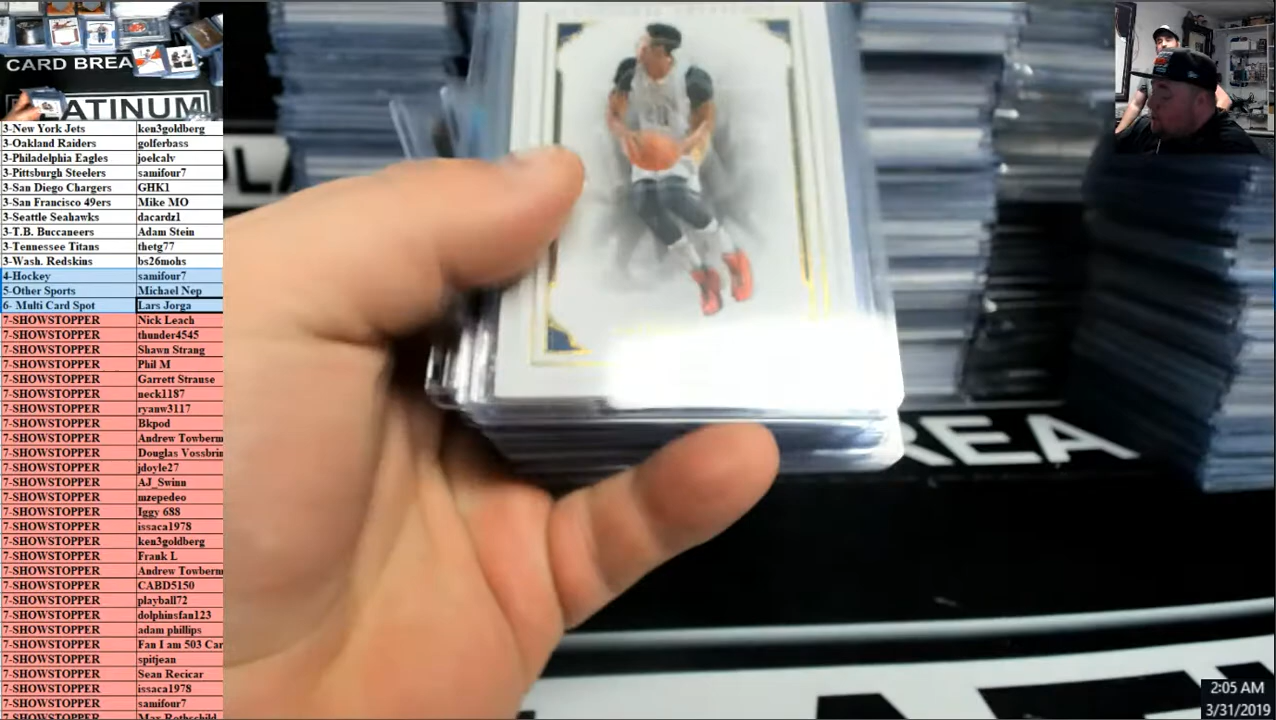 CARD BREA
PLATINUM
3-New York Jets ken3goldberg
3-Oakland Raiders golferbass
3-Philadelphia Eagles joelcalv
3-Pittsburgh Steelers samifour7
3-San Diego Chargers GHK1
3-San Francisco 49ers Mike MO
3-Seattle Seahawks dacardz1
3-T.B. Buccaneers Adam Stein
3-Tennessee Titans thetg77
3-Wash. Redskins bs26mohs
4-Hockey samifour7
5-Other Sports Michael Nep
6- Multi Card Spot Lars Jorga
7-SHOWSTOPPER Nick Leach
7-SHOWSTOPPER thunder4545
7-SHOWSTOPPER Shawn Strang
7-SHOWSTOPPER Phil M
7-SHOWSTOPPER Garrett Strause
7-SHOWSTOPPER neck1187
7-SHOWSTOPPER ryanw3117
7-SHOWSTOPPER Bkpod
7-SHOWSTOPPER Andrew Towberm
7-SHOWSTOPPER Douglas Vossbrin
7-SHOWSTOPPER jdoyle27
7-SHOWSTOPPER AJ_Swinn
7-SHOWSTOPPER mzepedeo
7-SHOWSTOPPER Iggy 688
7-SHOWSTOPPER issaca1978
7-SHOWSTOPPER ken3goldberg
7-SHOWSTOPPER Frank L
7-SHOWSTOPPER Andrew Towberm
7-SHOWSTOPPER CABD5150
7-SHOWSTOPPER playball72
7-SHOWSTOPPER dolphinsfan123
7-SHOWSTOPPER adam phillips
7-SHOWSTOPPER Fan I am 503 Car
7-SHOWSTOPPER spitjean
7-SHOWSTOPPER Sean Recicar
7-SHOWSTOPPER issaca1978
7-SHOWSTOPPER samifour7
7-SHOWSTOPPER Max Rothschild
REA
2:05 AM
3/31/2019